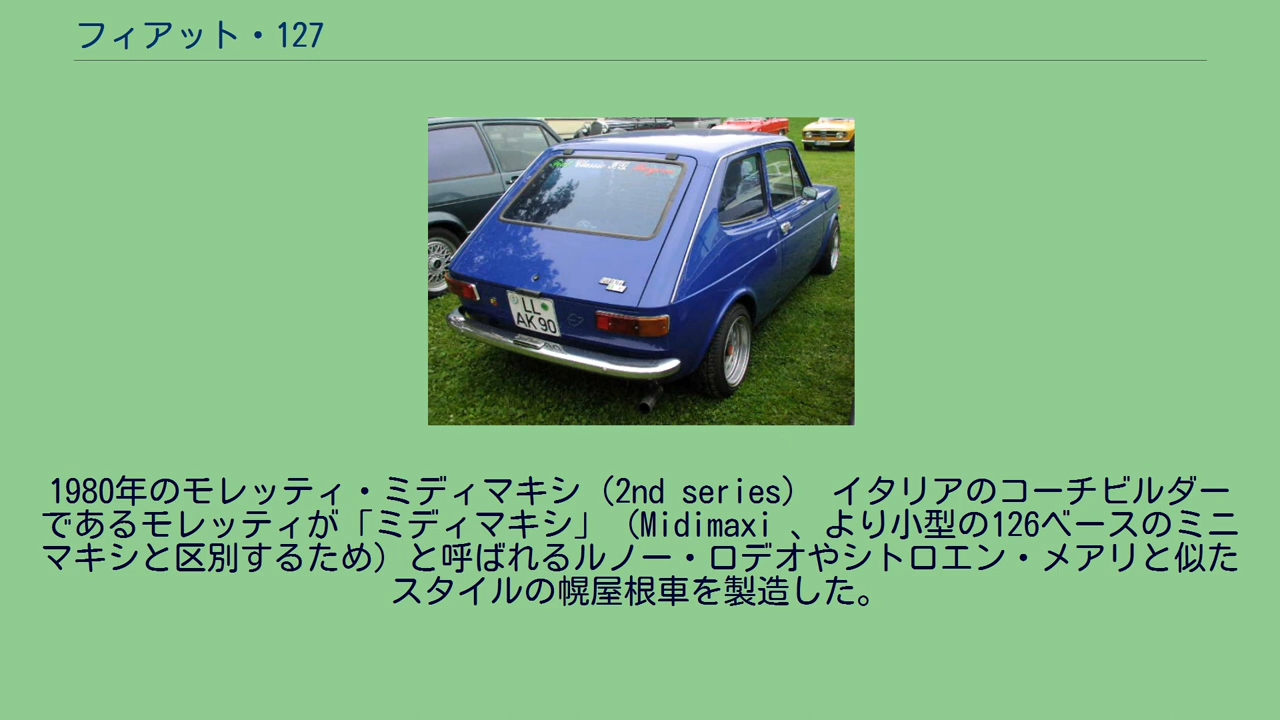 フィアット・127
LL
AK 90
1980年のモレッティ・ミディマキシ（2nd series） イタリアのコーチビルダー
であるモレッティが「ミディマキシ」（Midimaxi 、より小型の126ベースのミニ
マキシと区別するため）と呼ばれるルノー・ロデオやシトロエン・メアリと似た
スタイルの幌屋根車を製造した。